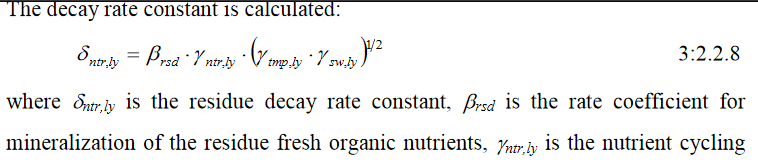 The decay rate constant is calculated:
δntr,ly = βrsd · γntr,ly · (γtmp,ly · γsw,ly)^1/2 3:2.2.8
where δntr,ly is the residue decay rate constant, βrsd is the rate coefficient for
mineralization of the residue fresh organic nutrients, γntr,ly is the nutrient cycling